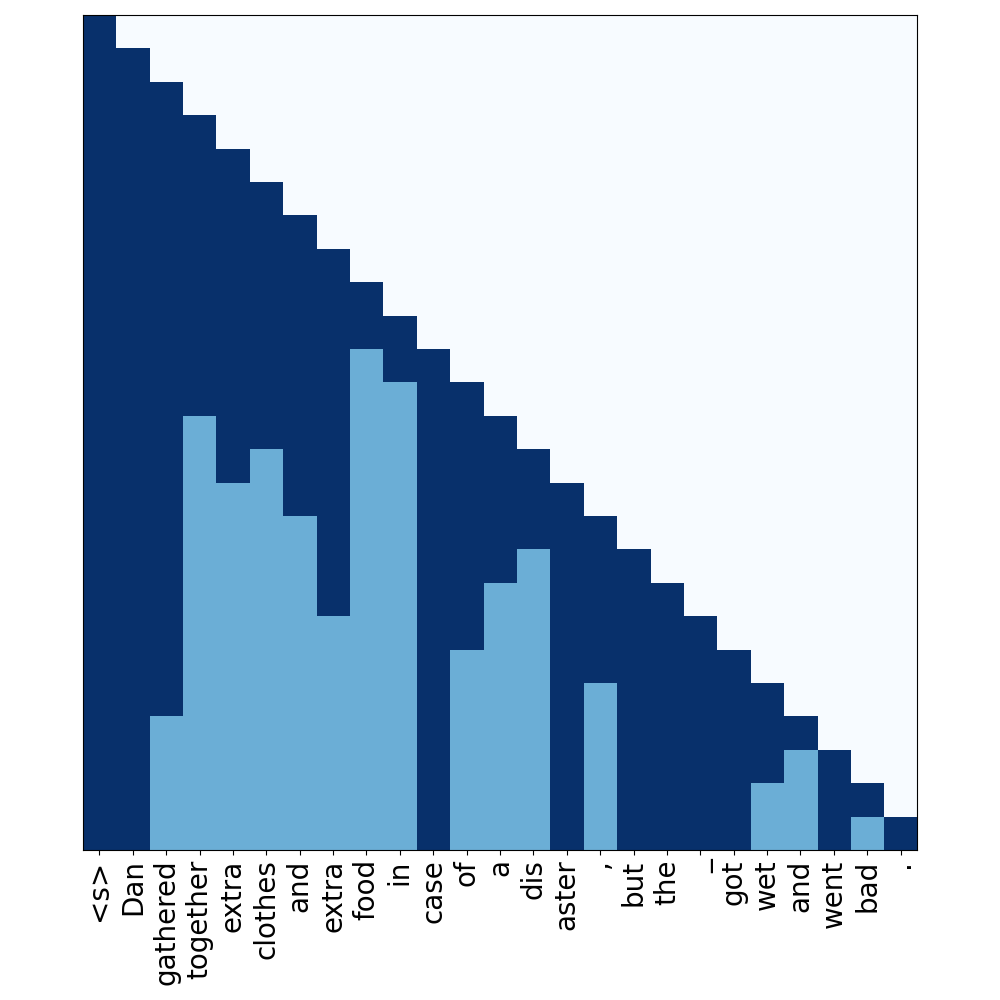 <s> Dan gathered together extra clothes and extra food in case of a dis aster , but the _ got wet and went bad .